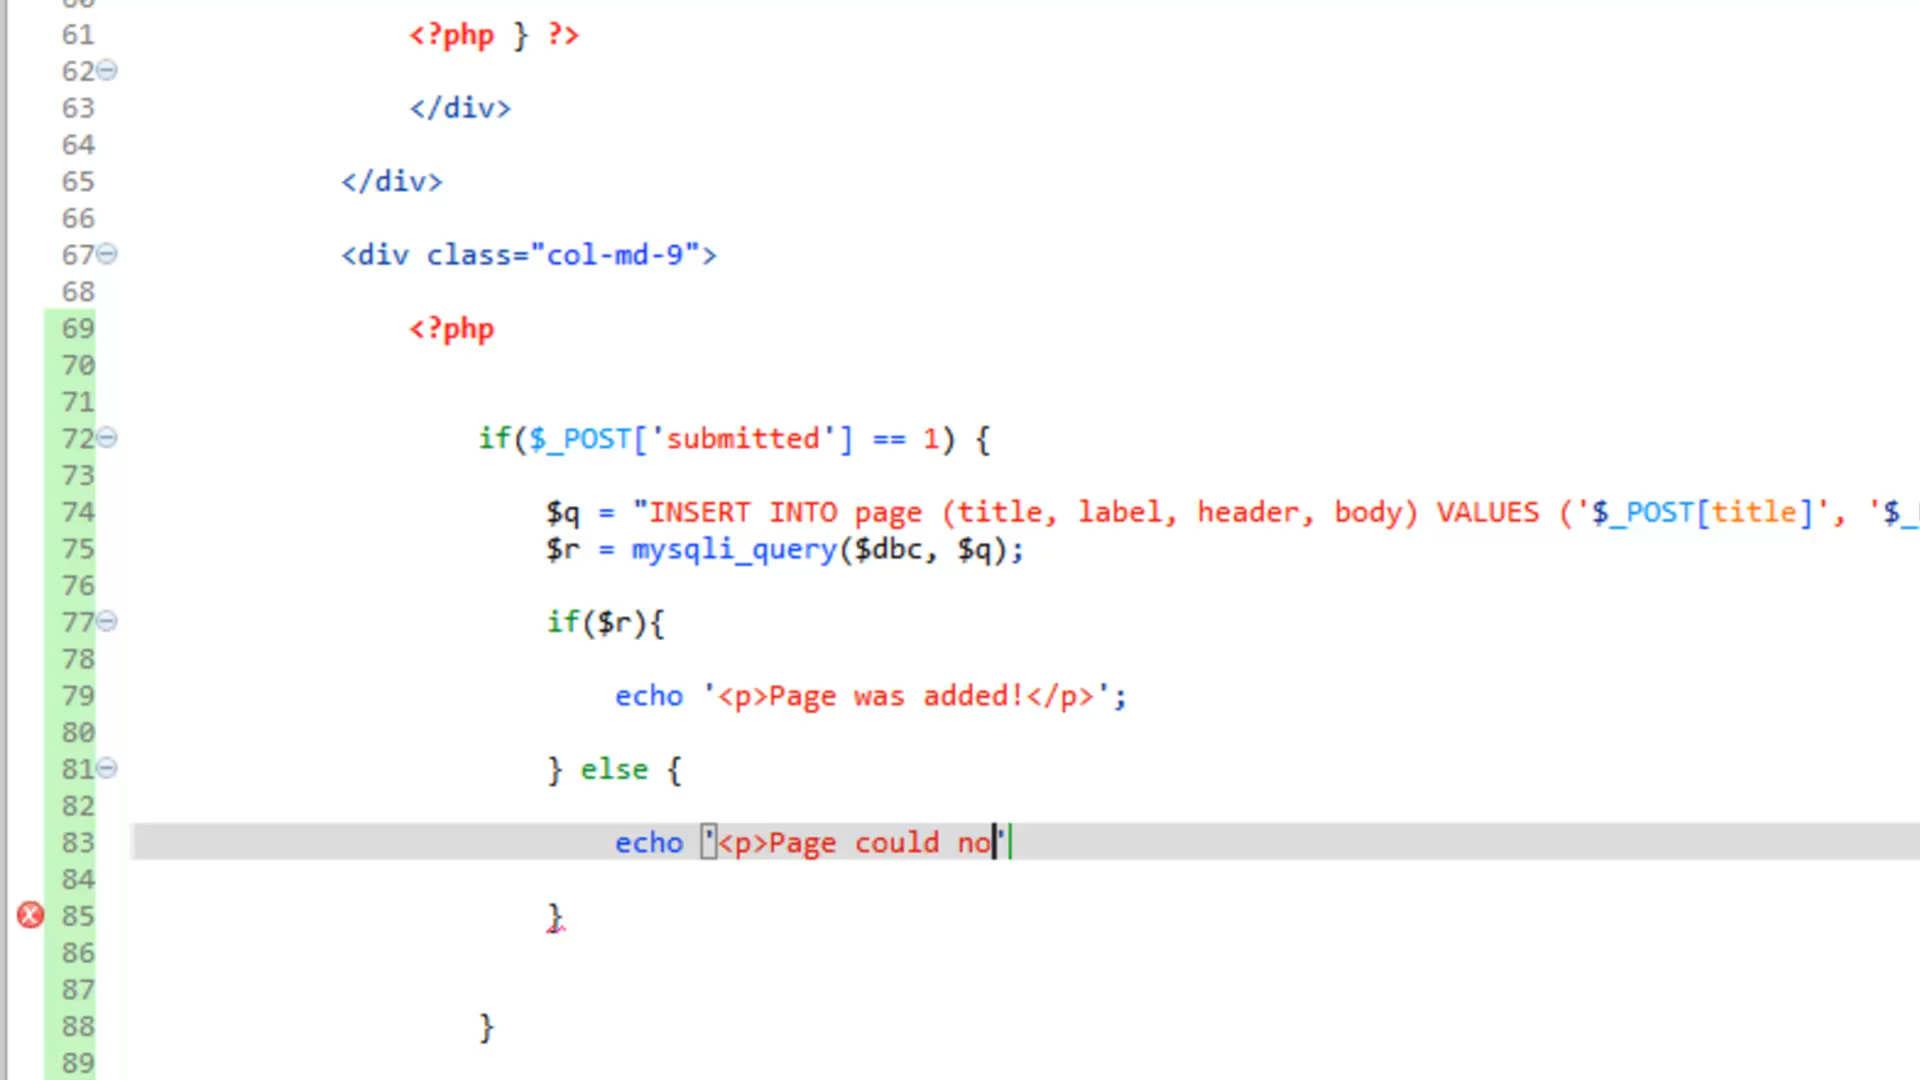 61 <?php } ?>
62
63 </div>
64
65 </div>
66
67 <div class="col-md-9">
68
69 <?php
70
71
72 if($_POST['submitted'] == 1) {
73
74 $q = "INSERT INTO page (title, label, header, body) VALUES ('$_POST[title]', '$_
75 $r = mysqli_query($dbc, $q);
76
77 if($r){
78
79 echo '<p>Page was added!</p>';
80
81 } else {
82
83 echo '<p>Page could no'
84
85 }
86
87
88 }
89